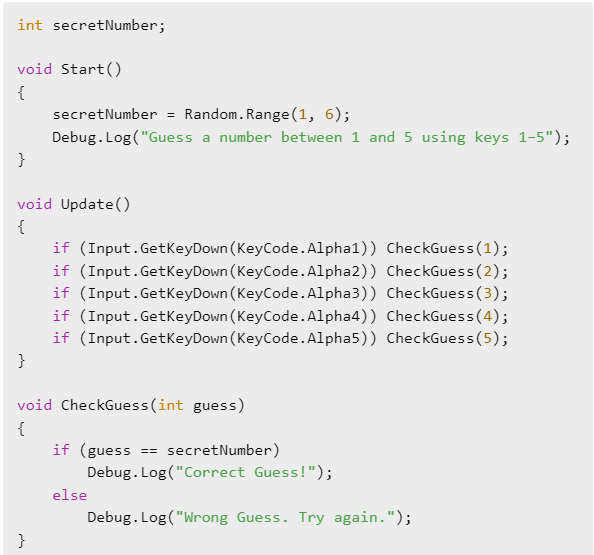 int secretNumber;

void Start()
{
    secretNumber = Random.Range(1, 6);
    Debug.Log("Guess a number between 1 and 5 using keys 1–5");
}

void Update()
{
    if (Input.GetKeyDown(KeyCode.Alpha1)) CheckGuess(1);
    if (Input.GetKeyDown(KeyCode.Alpha2)) CheckGuess(2);
    if (Input.GetKeyDown(KeyCode.Alpha3)) CheckGuess(3);
    if (Input.GetKeyDown(KeyCode.Alpha4)) CheckGuess(4);
    if (Input.GetKeyDown(KeyCode.Alpha5)) CheckGuess(5);
}

void CheckGuess(int guess)
{
    if (guess == secretNumber)
        Debug.Log("Correct Guess!");
    else
        Debug.Log("Wrong Guess. Try again.");
}